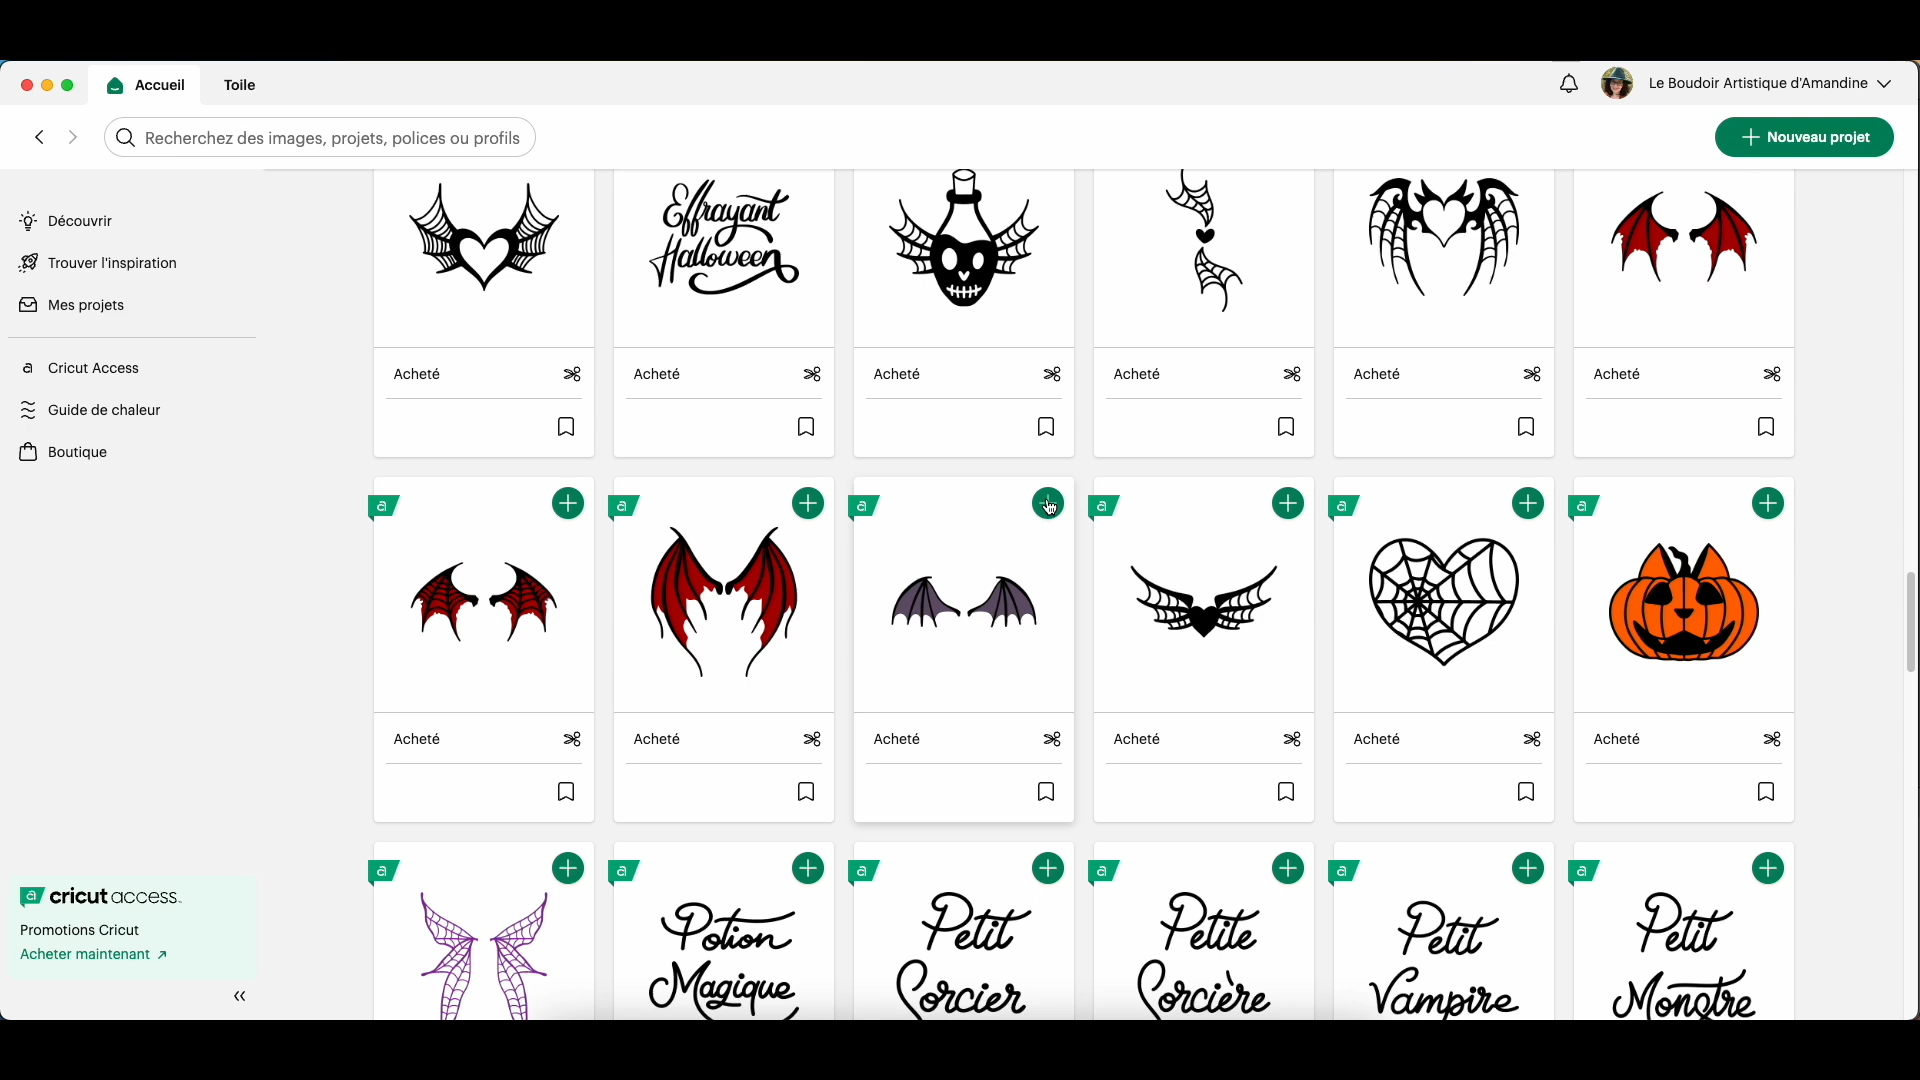 Accueil
Toile
Le Boudoir Artistique d'Amandine
Recherchez des images, projets, polices ou profils
Nouveau projet
Découvrir
Trouver l'inspiration
Mes projets
a Cricut Access
Guide de chaleur
Boutique
a cricut access™
Promotions Cricut
Acheter maintenant ↗
Effrayant
Halloween
Acheté
Acheté
Acheté
Acheté
Acheté
Acheté
a
a
a
a
a
a
Acheté
Acheté
Acheté
Acheté
Acheté
Acheté
a
a
a
a
a
a
Potion
Magique
Petit
Sorcier
Petite
Sorcière
Petit
Vampire
Petit
Monstre